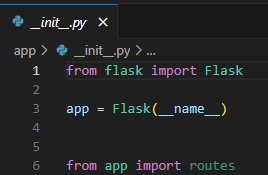 __init__.py ×
app > __init__.py > ...
1 from flask import Flask
2
3 app = Flask(__name__)
4
5
6 from app import routes